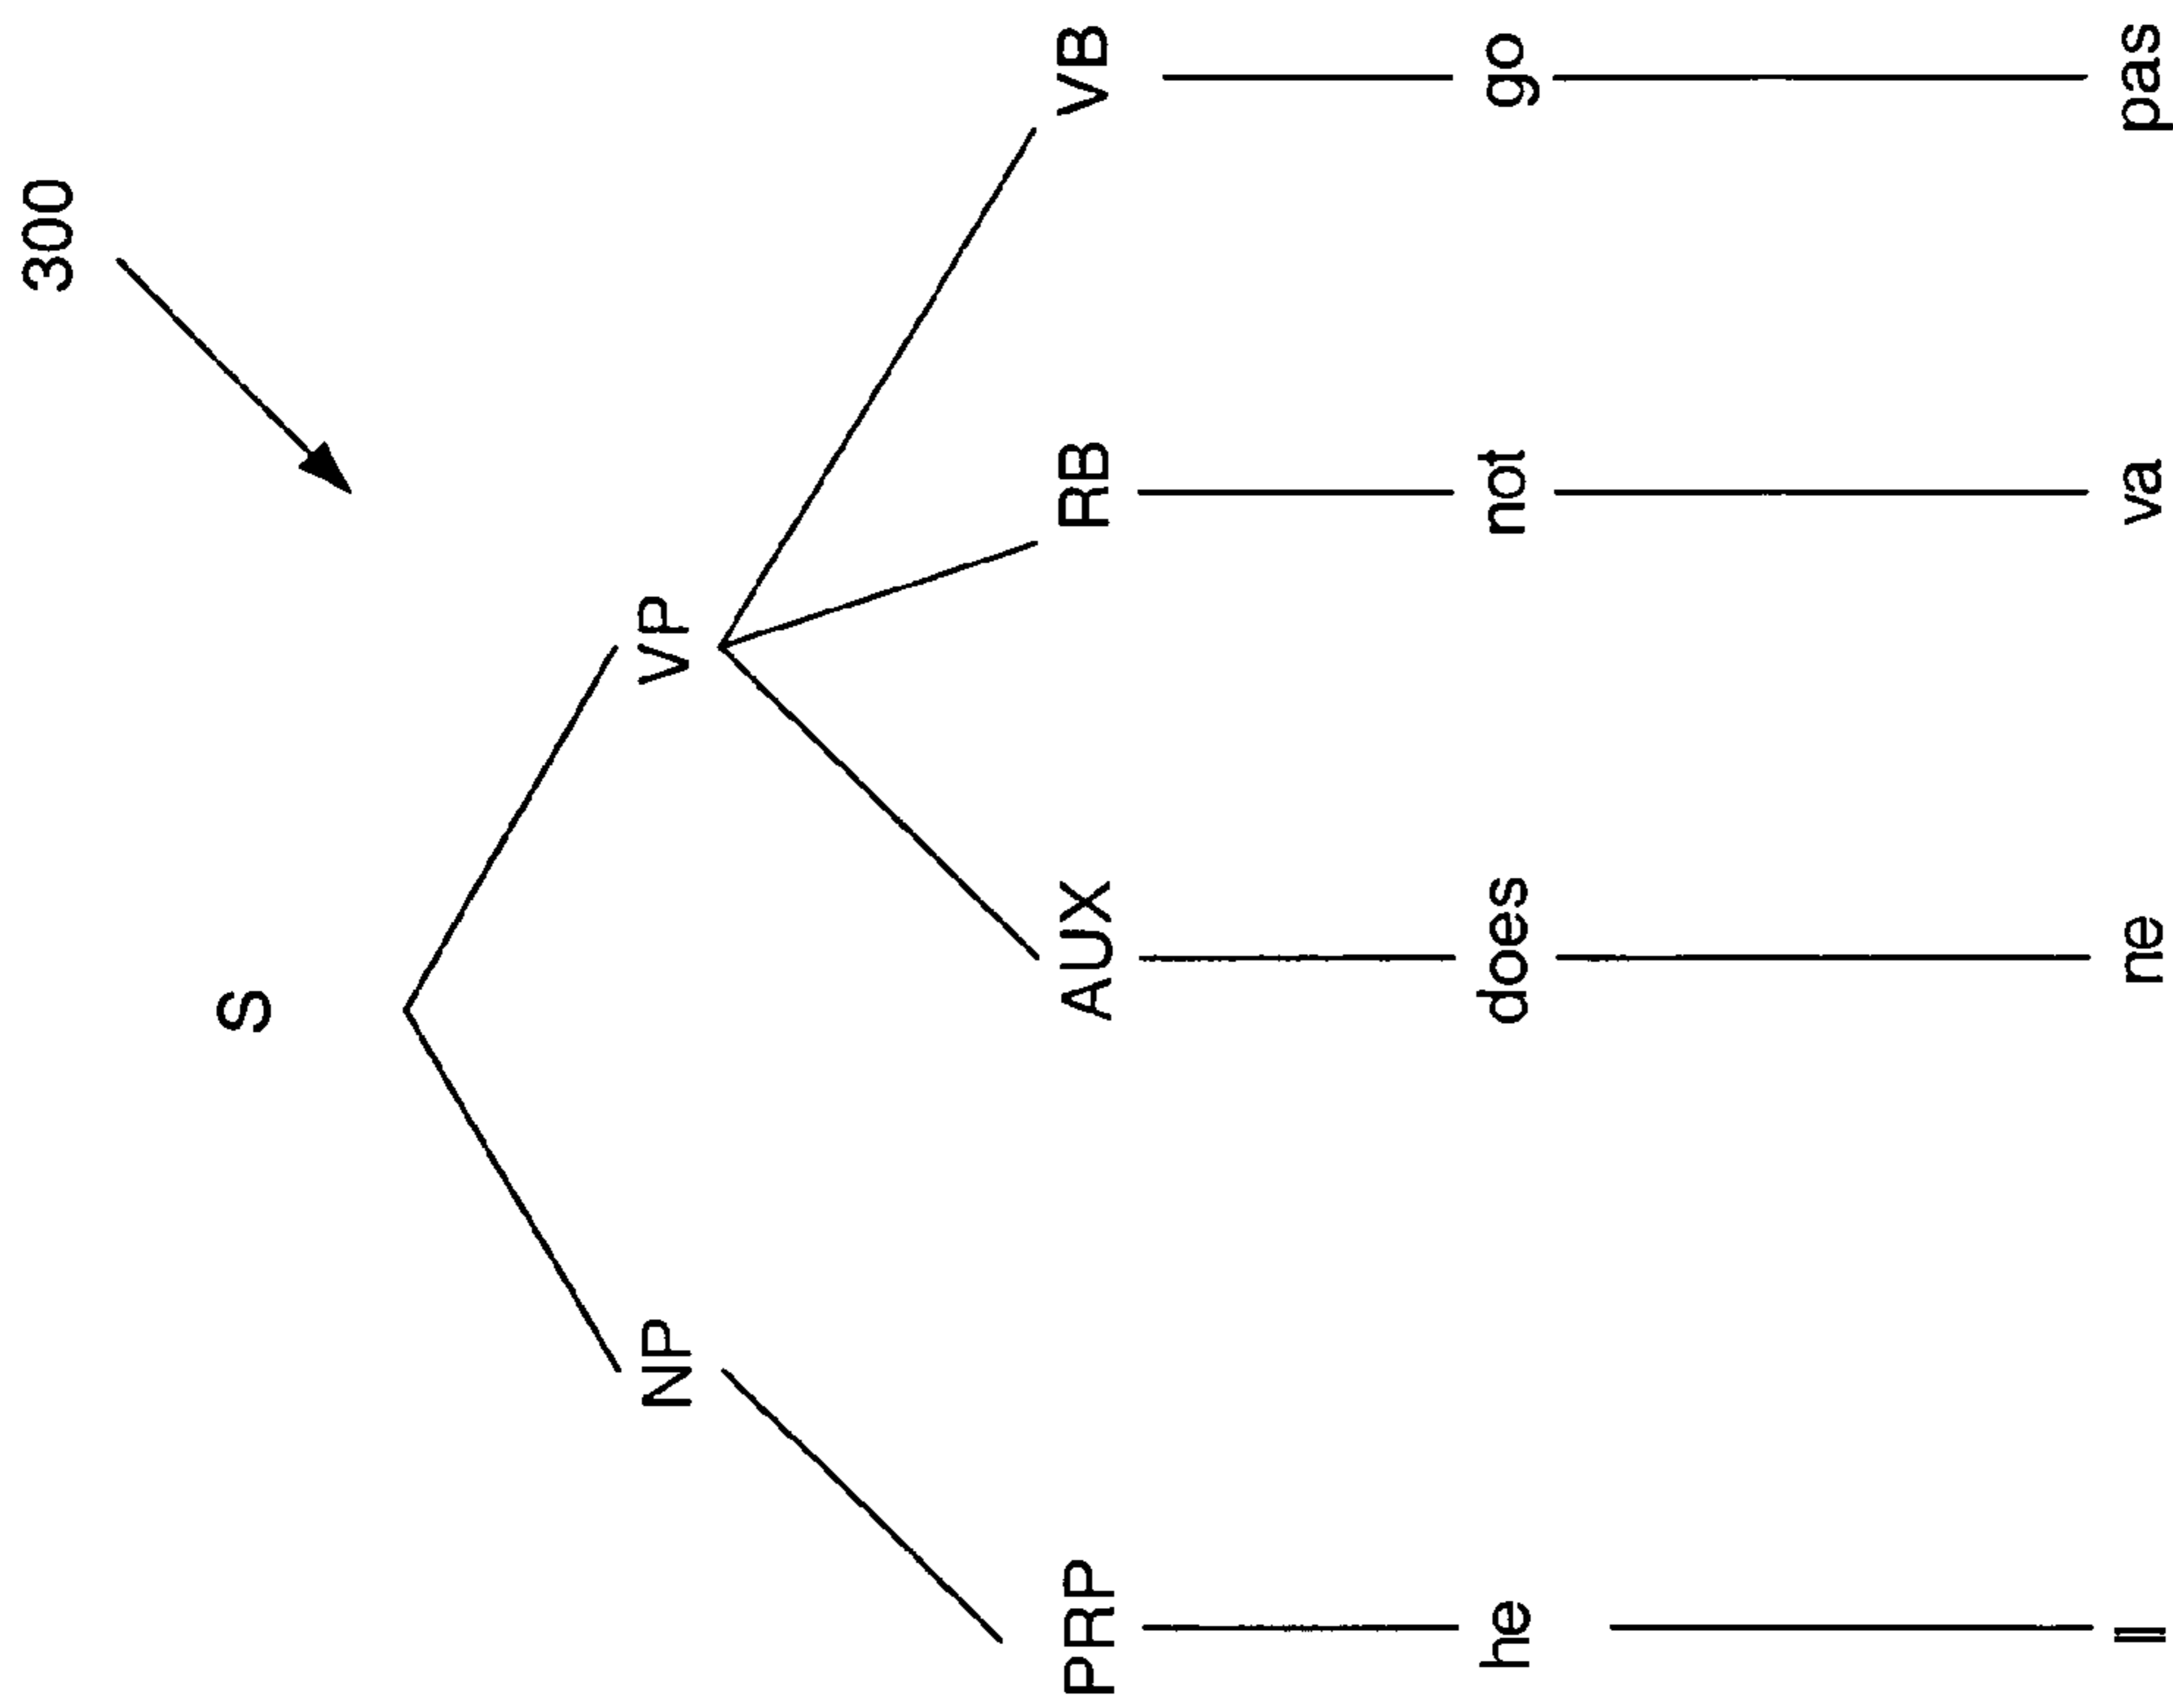 300
S
NP VP
PRP AUX RB VB
he does not go
Il ne va pas